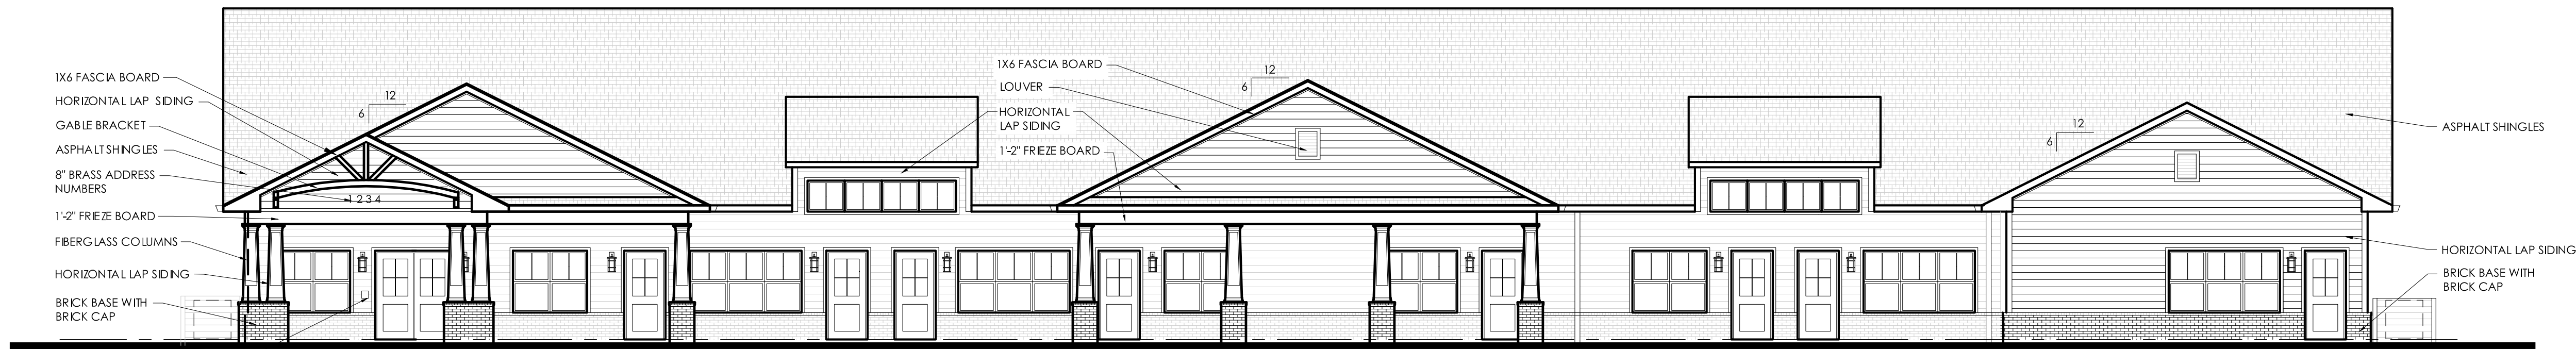 1X6 FASCIA BOARD
HORIZONTAL LAP SIDING
GABLE BRACKET
ASPHALT SHINGLES
8" BRASS ADDRESS
NUMBERS
1'-2" FRIEZE BOARD
FIBERGLASS COLUMNS
HORIZONTAL LAP SIDING
BRICK BASE WITH
BRICK CAP
12
6
1 2 3 4
1X6 FASCIA BOARD
LOUVER
HORIZONTAL
LAP SIDING
1'-2" FRIEZE BOARD
12
6
12
6
ASPHALT SHINGLES
HORIZONTAL LAP SIDING
BRICK BASE WITH
BRICK CAP